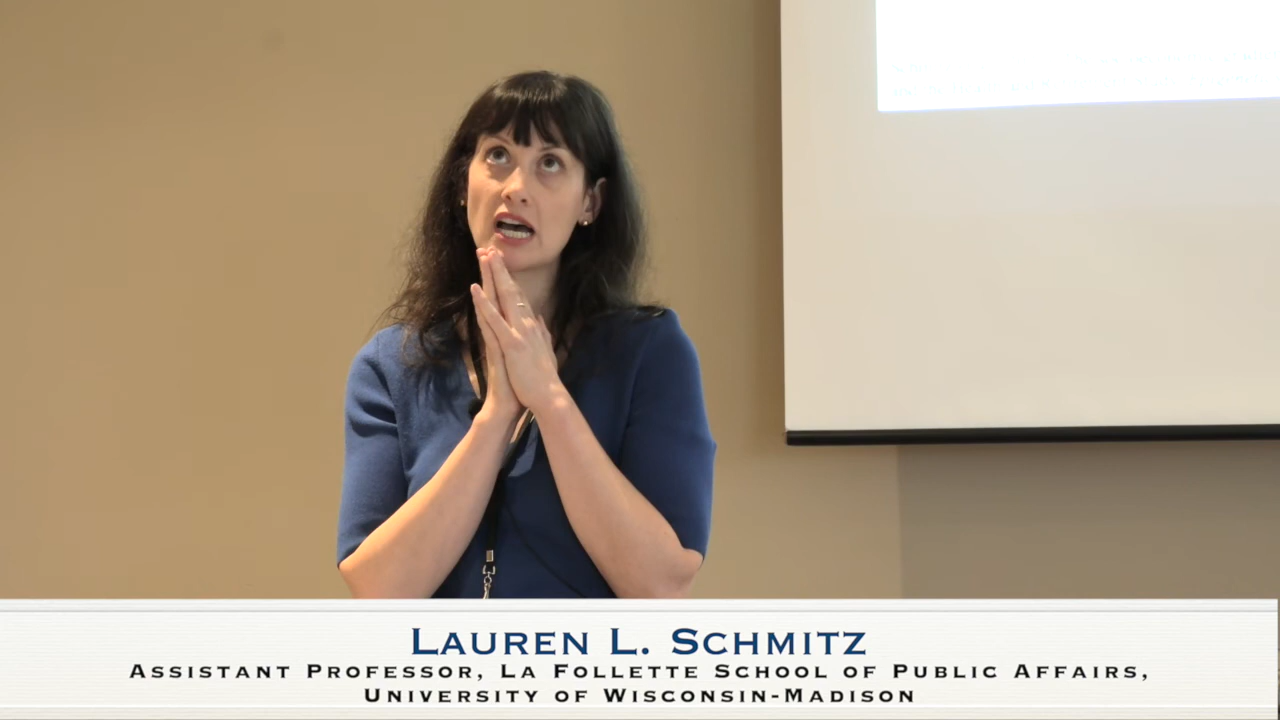 Lauren L. Schmitz
Assistant Professor, La Follette School of Public Affairs,
University of Wisconsin-Madison